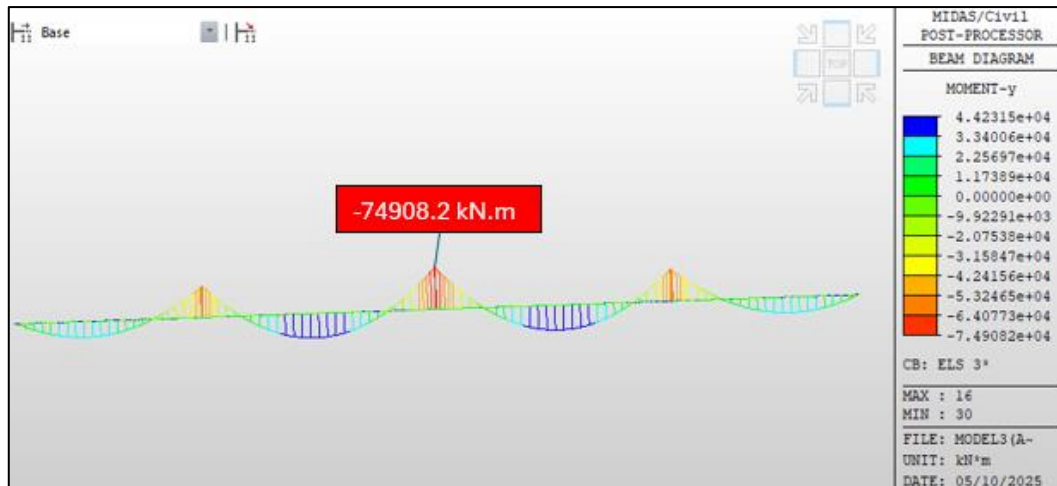 Base
TOP
-74908.2 kN.m
MIDAS/Civil
POST-PROCESSOR
BEAM DIAGRAM
MOMENT-y
4.42315e+04
3.34006e+04
2.25697e+04
1.17389e+04
0.00000e+00
-9.92291e+03
-2.07538e+04
-3.15847e+04
-4.24156e+04
-5.32465e+04
-6.40773e+04
-7.49082e+04
CB: ELS 3*
MAX : 16
MIN : 30
FILE: MODEL3(A~
UNIT: kN*m
DATE: 05/10/2025